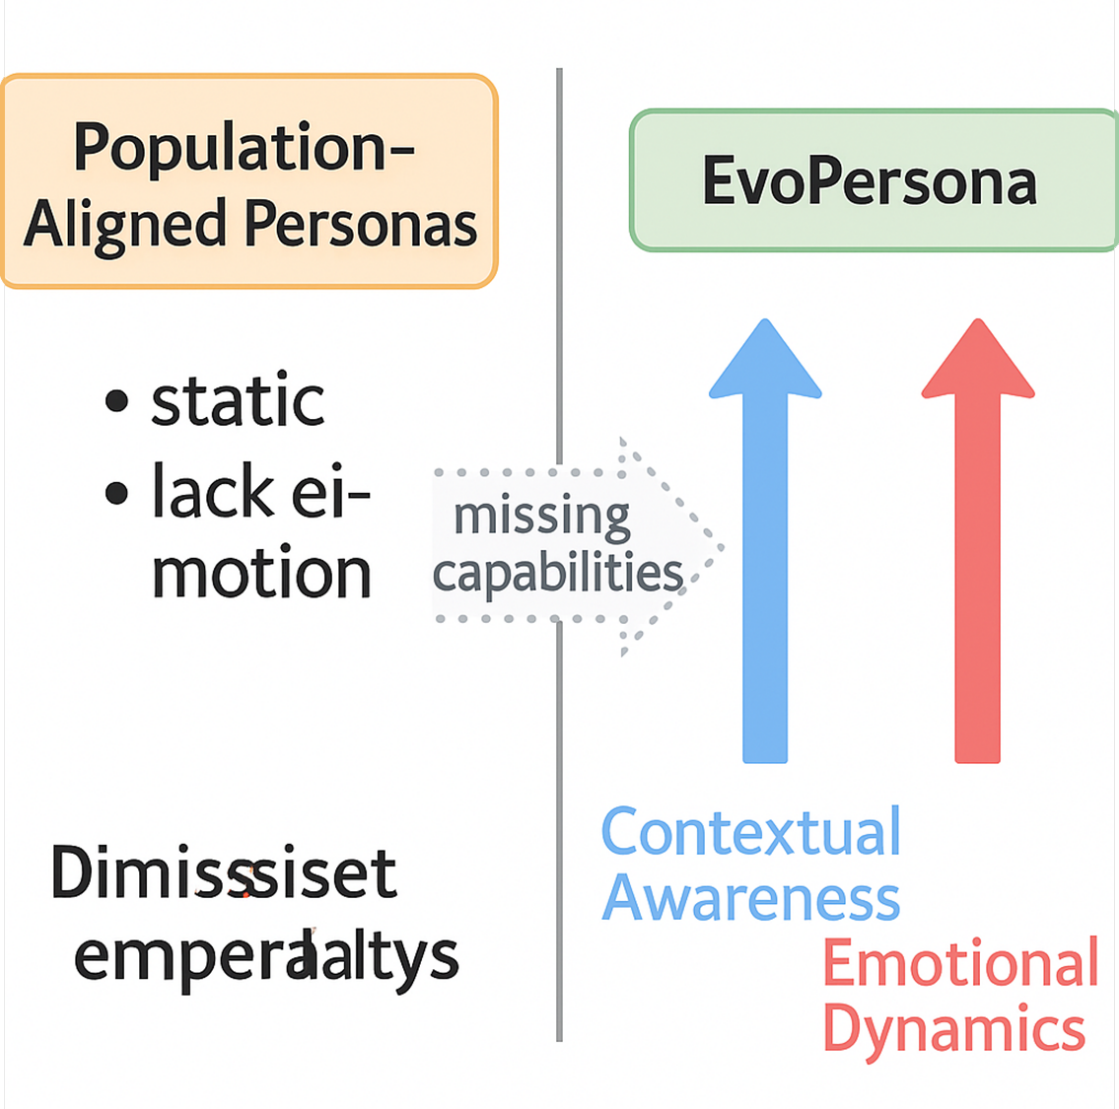 Population-
Aligned Personas
• static
• lack ei-
motion
missing
capabilities
EvoPersona
Contextual
Awareness
Emotional
Dynamics